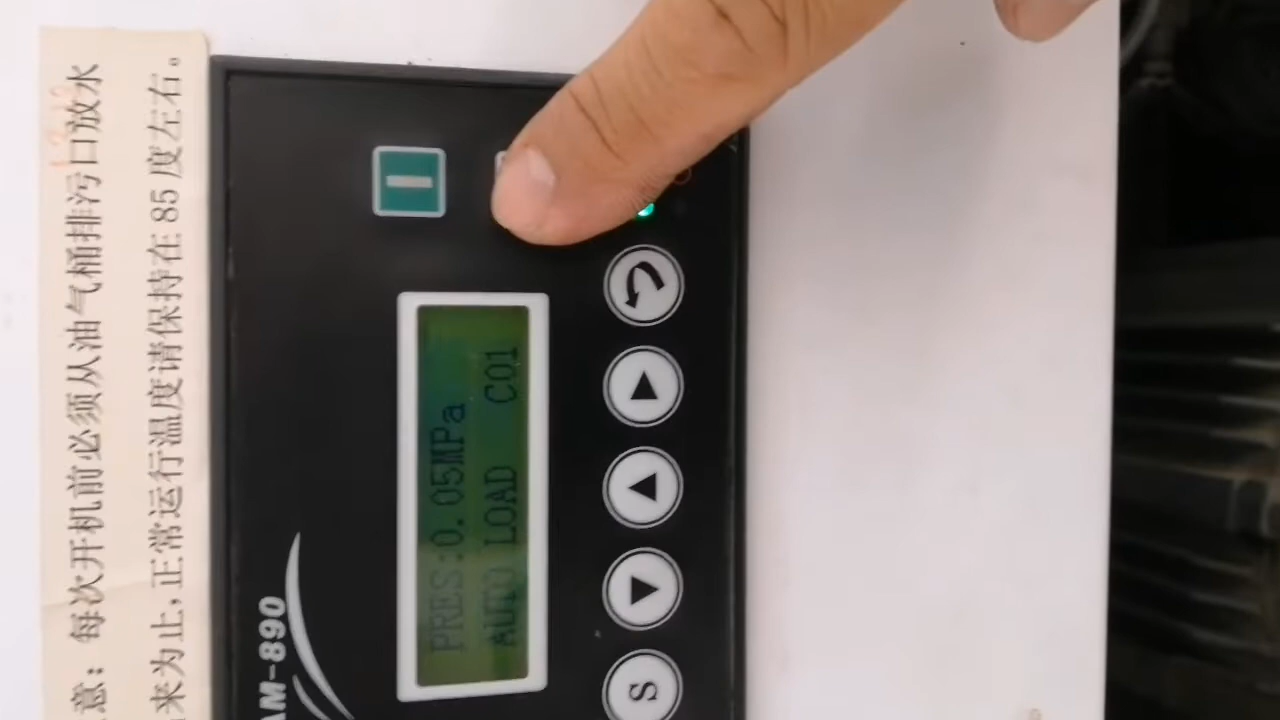 意：每次开机前必须从油气桶排污口放水
来为止，正常运行温度请保持在 85 度左右。
AM-890
PRES:0.05MPa
AUTO LOAD C01
S